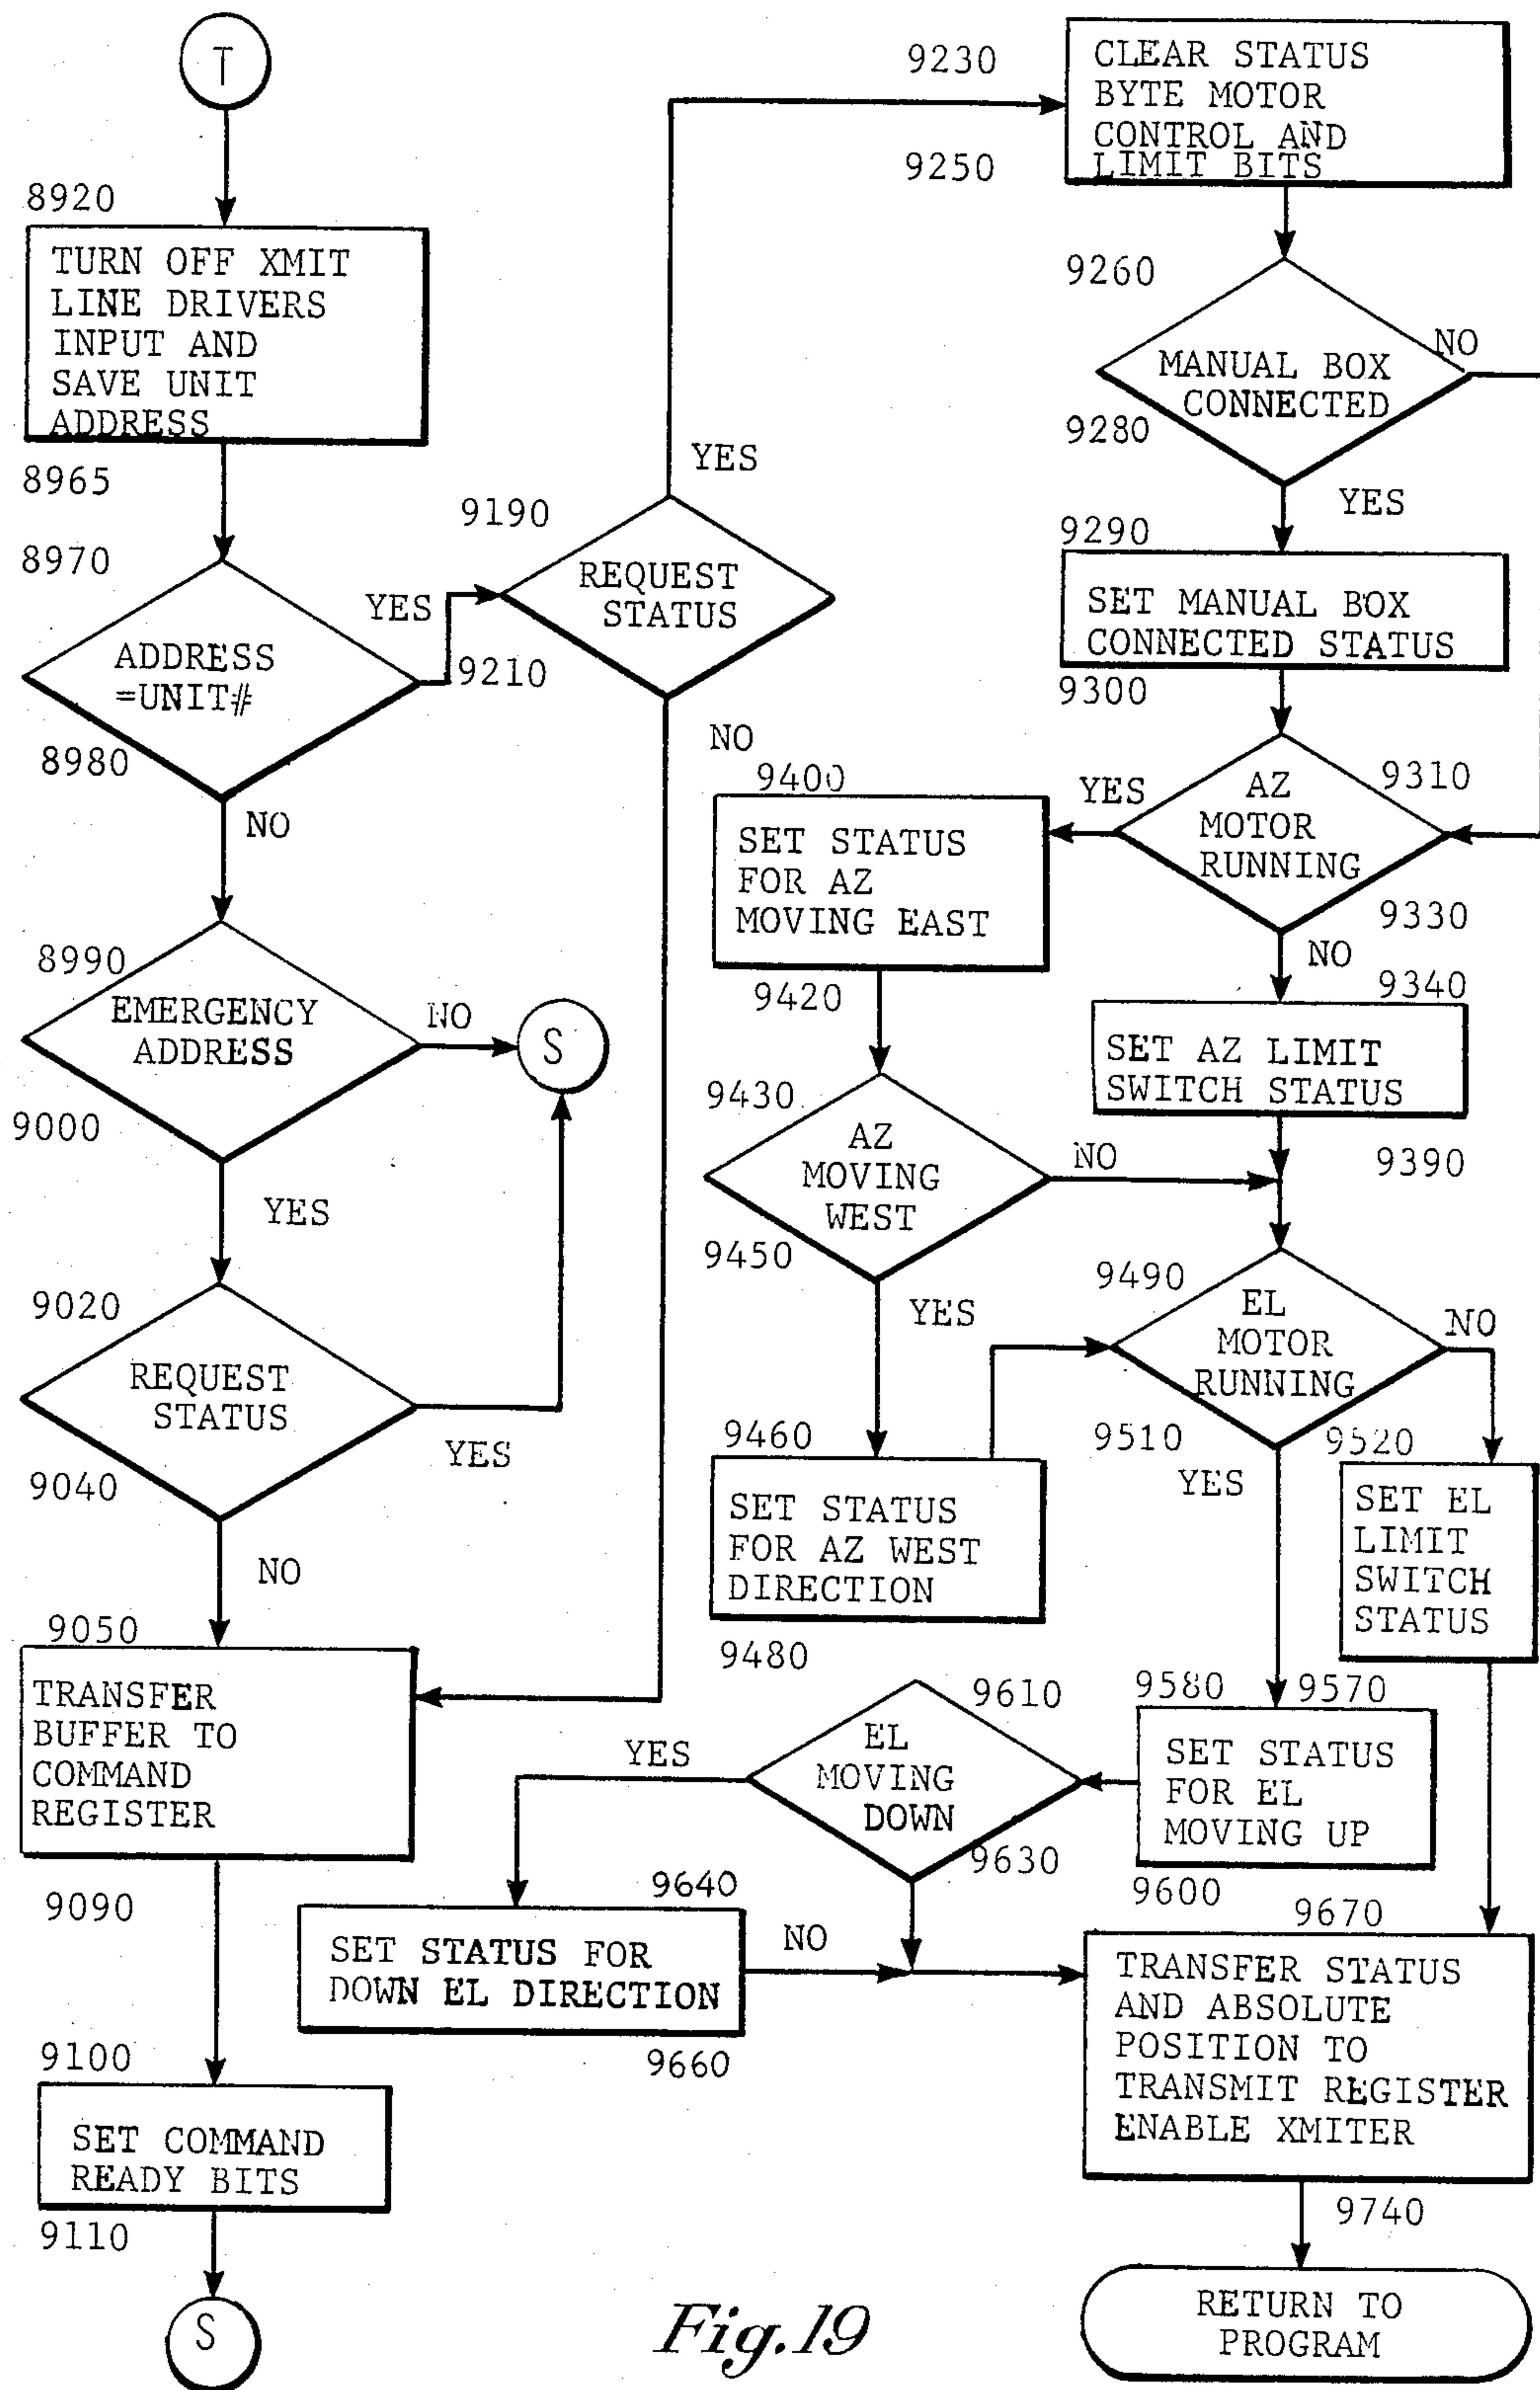 T
8920
TURN OFF XMIT
LINE DRIVERS
INPUT AND
SAVE UNIT
ADDRESS
8965
8970
ADDRESS
=UNIT#
8980
YES
9210
NO
8990
EMERGENCY
ADDRESS
9000
NO
S
YES
9020
REQUEST
STATUS
9040
YES
NO
9050
TRANSFER
BUFFER TO
COMMAND
REGISTER
9090
9100
SET COMMAND
READY BITS
9110
S
9190
REQUEST
STATUS
YES
NO
9230
9250
CLEAR STATUS
BYTE MOTOR
CONTROL AND
LIMIT BITS
9260
MANUAL BOX
CONNECTED
9280
NO
YES
9290
SET MANUAL BOX
CONNECTED STATUS
9300
9310
AZ
MOTOR
RUNNING
9330
YES
NO
9400
SET STATUS
FOR AZ
MOVING EAST
9420
9340
SET AZ LIMIT
SWITCH STATUS
9390
9430
AZ
MOVING
WEST
9450
NO
YES
9460
SET STATUS
FOR AZ WEST
DIRECTION
9480
9490
EL
MOTOR
RUNNING
9510
NO
YES
9520
SET EL
LIMIT
SWITCH
STATUS
9580
9570
SET STATUS
FOR EL
MOVING UP
9600
9610
EL
MOVING
DOWN
9630
YES
9640
SET STATUS FOR
DOWN EL DIRECTION
9660
NO
9670
TRANSFER STATUS
AND ABSOLUTE
POSITION TO
TRANSMIT REGISTER
ENABLE XMITER
9740
RETURN TO
PROGRAM
Fig.19